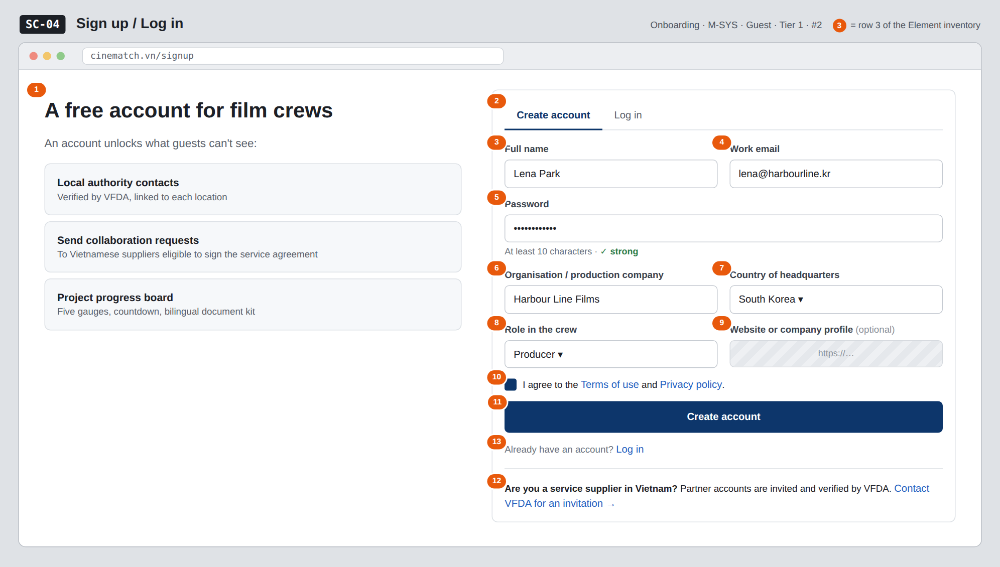 SC-04 Sign up / Log in
Onboarding · M-SYS · Guest · Tier 1 · #2 3 = row 3 of the Element inventory
cinematch.vn/signup
1
A free account for film crews
An account unlocks what guests can't see:
Local authority contacts
Verified by VFDA, linked to each location
Send collaboration requests
To Vietnamese suppliers eligible to sign the service agreement
Project progress board
Five gauges, countdown, bilingual document kit
2
Create account Log in
3 Full name
4 Work email
Lena Park
lena@harbourline.kr
5 Password
••••••••••••
At least 10 characters · ✓ strong
6 Organisation / production company
7 Country of headquarters
Harbour Line Films
South Korea ▾
8 Role in the crew
9 Website or company profile (optional)
Producer ▾
https://…
10 I agree to the Terms of use and Privacy policy.
11 Create account
13 Already have an account? Log in
12 Are you a service supplier in Vietnam? Partner accounts are invited and verified by VFDA. Contact
VFDA for an invitation →